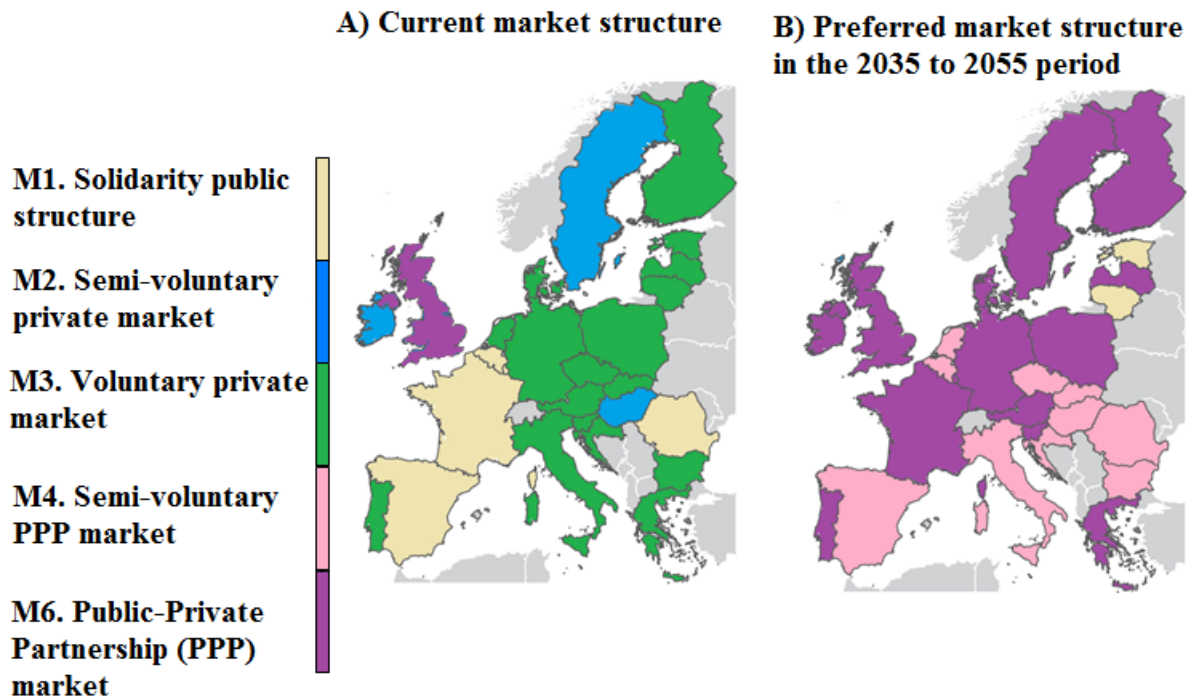 A) Current market structure
B) Preferred market structure
in the 2035 to 2055 period
M1. Solidarity public
structure
M2. Semi-voluntary
private market
M3. Voluntary private
market
M4. Semi-voluntary
PPP market
M6. Public-Private
Partnership (PPP)
market